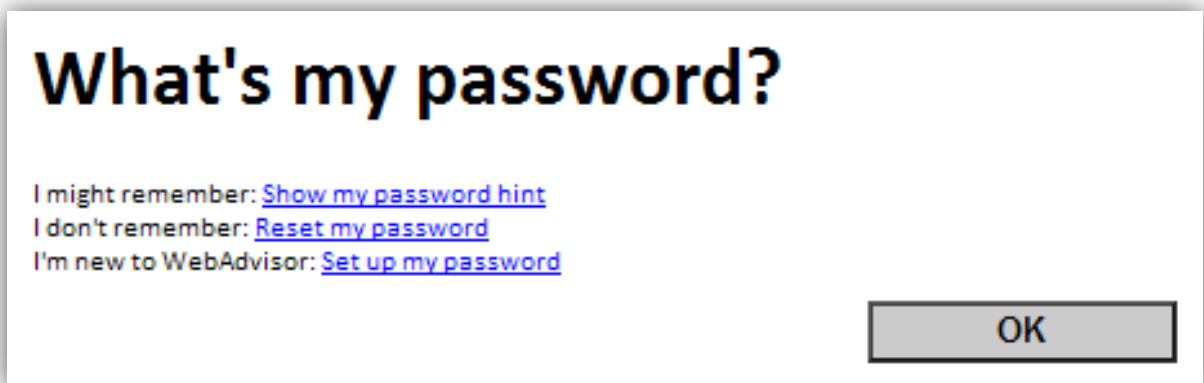 What's my password?
I might remember: Show my password hint
I don't remember: Reset my password
I'm new to WebAdvisor: Set up my password
OK